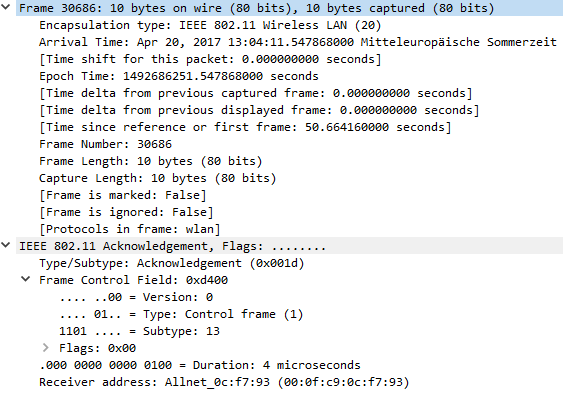 Frame 30686: 10 bytes on wire (80 bits), 10 bytes captured (80 bits)
Encapsulation type: IEEE 802.11 Wireless LAN (20)
Arrival Time: Apr 20, 2017 13:04:11.547868000 Mitteleuropäische Sommerzeit
[Time shift for this packet: 0.000000000 seconds]
Epoch Time: 1492686251.547868000 seconds
[Time delta from previous captured frame: 0.000000000 seconds]
[Time delta from previous displayed frame: 0.000000000 seconds]
[Time since reference or first frame: 50.664160000 seconds]
Frame Number: 30686
Frame Length: 10 bytes (80 bits)
Capture Length: 10 bytes (80 bits)
[Frame is marked: False]
[Frame is ignored: False]
[Protocols in frame: wlan]
IEEE 802.11 Acknowledgement, Flags: ........
Type/Subtype: Acknowledgement (0x001d)
Frame Control Field: 0xd400
.... ..00 = Version: 0
.... 01.. = Type: Control frame (1)
1101 .... = Subtype: 13
Flags: 0x00
.000 0000 0000 0100 = Duration: 4 microseconds
Receiver address: Allnet_0c:f7:93 (00:0f:c9:0c:f7:93)